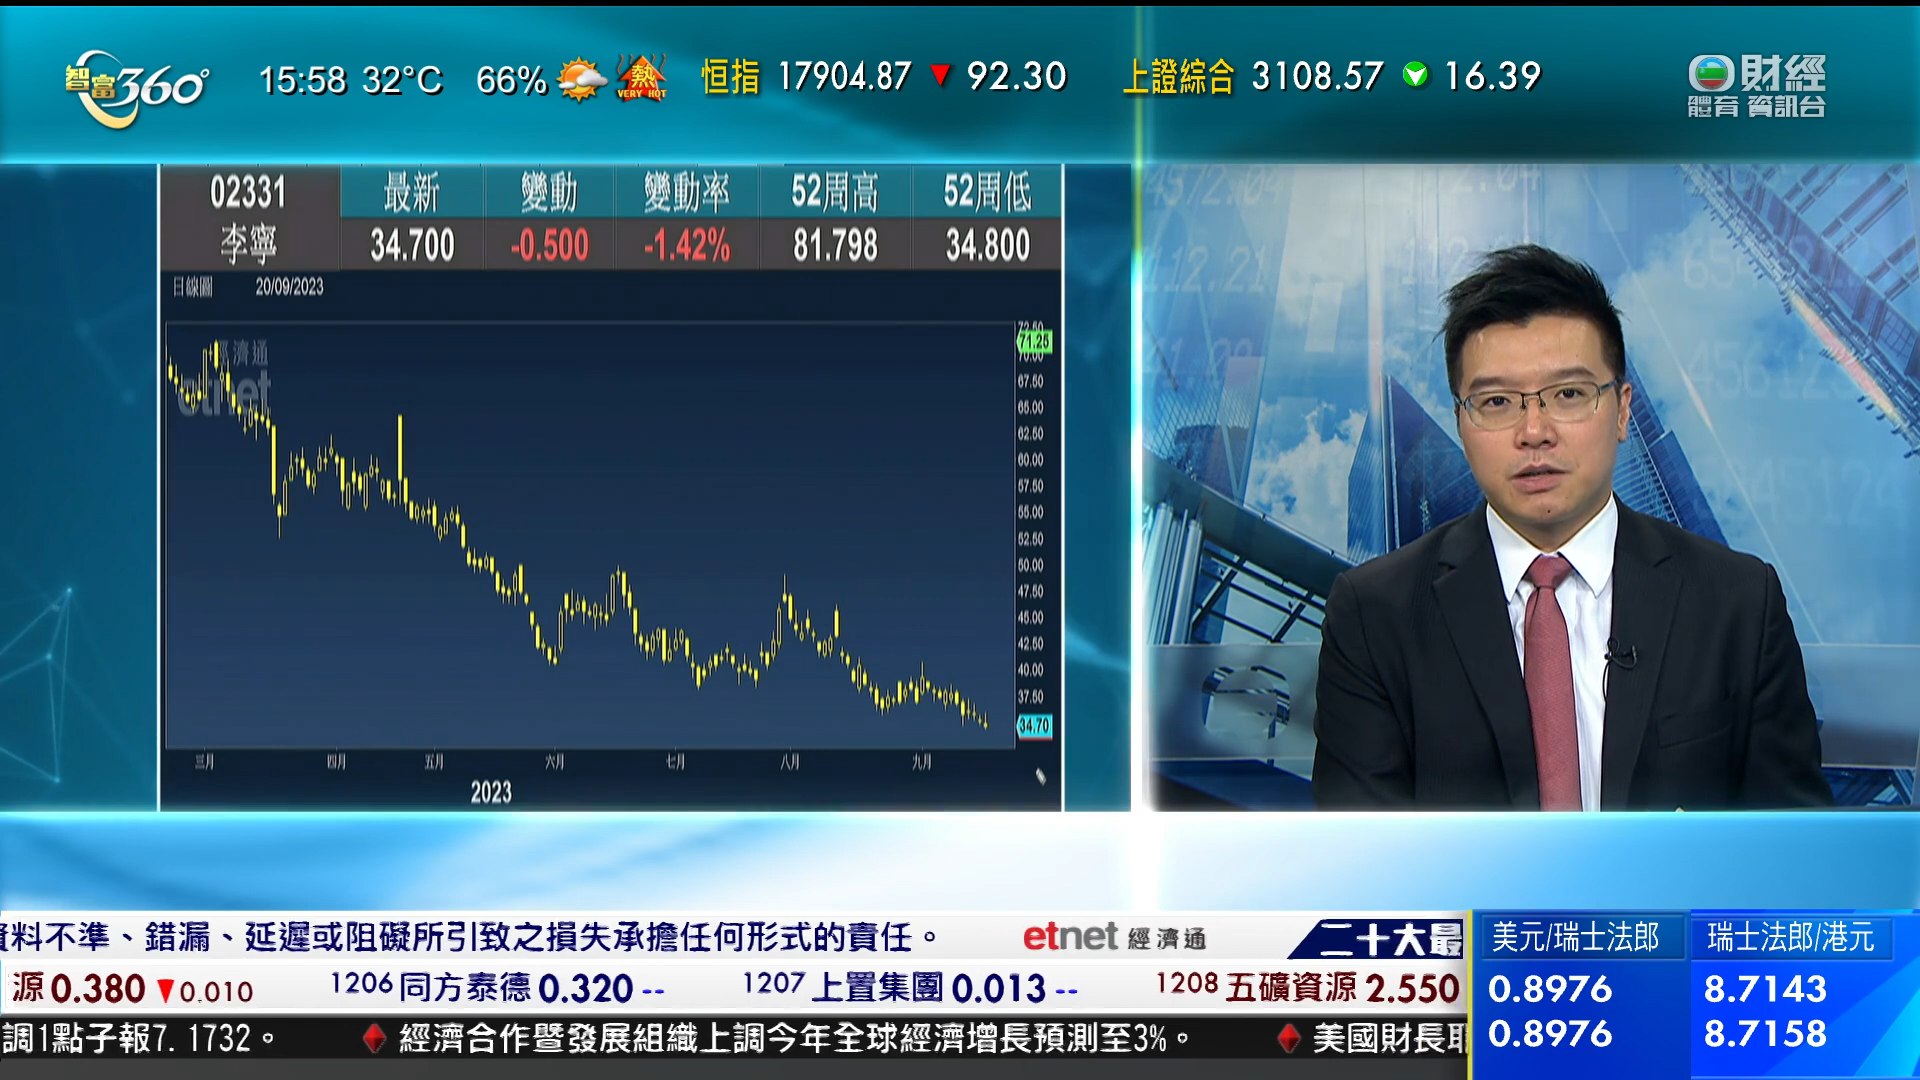 智富360°
15:58 32°C 66% 熱 VERY HOT 恒指 17904.87 ▼ 92.30 上證綜合 3108.57 16.39
財經
體育 資訊台
02331 最新 變動 變動率 52周高 52周低
李寧 34.700 -0.500 -1.42% 81.798 34.800
日線圖 20/09/2023
經濟通
etnet
72.50
71.25
70.00
67.50
65.00
62.50
60.00
57.50
55.00
52.50
50.00
47.50
45.00
42.50
40.00
37.50
34.70
三月 四月 五月 六月 七月 八月 九月
2023
資料不準、錯漏、延遲或阻礙所引致之損失承擔任何形式的責任。 etnet 經濟通 二十大最
源 0.380 ▼0.010 1206 同方泰德 0.320 -- 1207 上置集團 0.013 -- 1208 五礦資源 2.550
調1點子報7.1732。 ◆ 經濟合作暨發展組織上調今年全球經濟增長預測至3%。 ◆ 美國財長耶
美元/瑞士法郎 瑞士法郎/港元
0.8976 8.7143
0.8976 8.7158